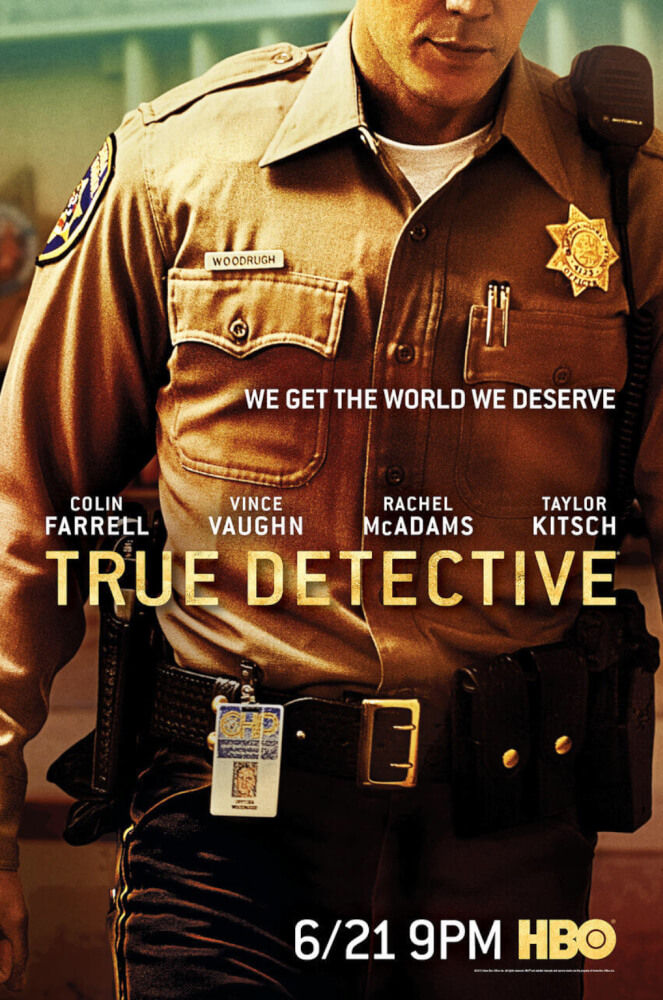 MOTOROLA
WOODRUGH
WE GET THE WORLD WE DESERVE
COLIN FARRELL
VINCE VAUGHN
RACHEL McADAMS
TAYLOR KITSCH
TRUE DETECTIVE
CHP
6/21 9PM HBO